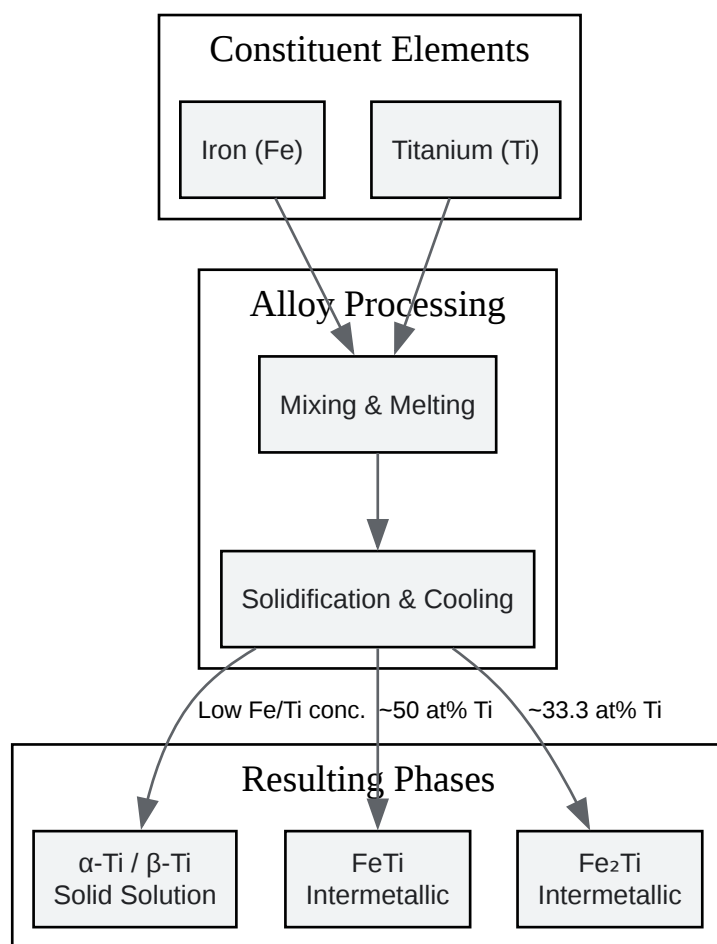 Constituent Elements
Iron (Fe)
Titanium (Ti)
Alloy Processing
Mixing & Melting
Solidification & Cooling
Low Fe/Ti conc.
~50 at% Ti
~33.3 at% Ti
Resulting Phases
α-Ti / β-Ti
Solid Solution
FeTi
Intermetallic
Fe₂Ti
Intermetallic